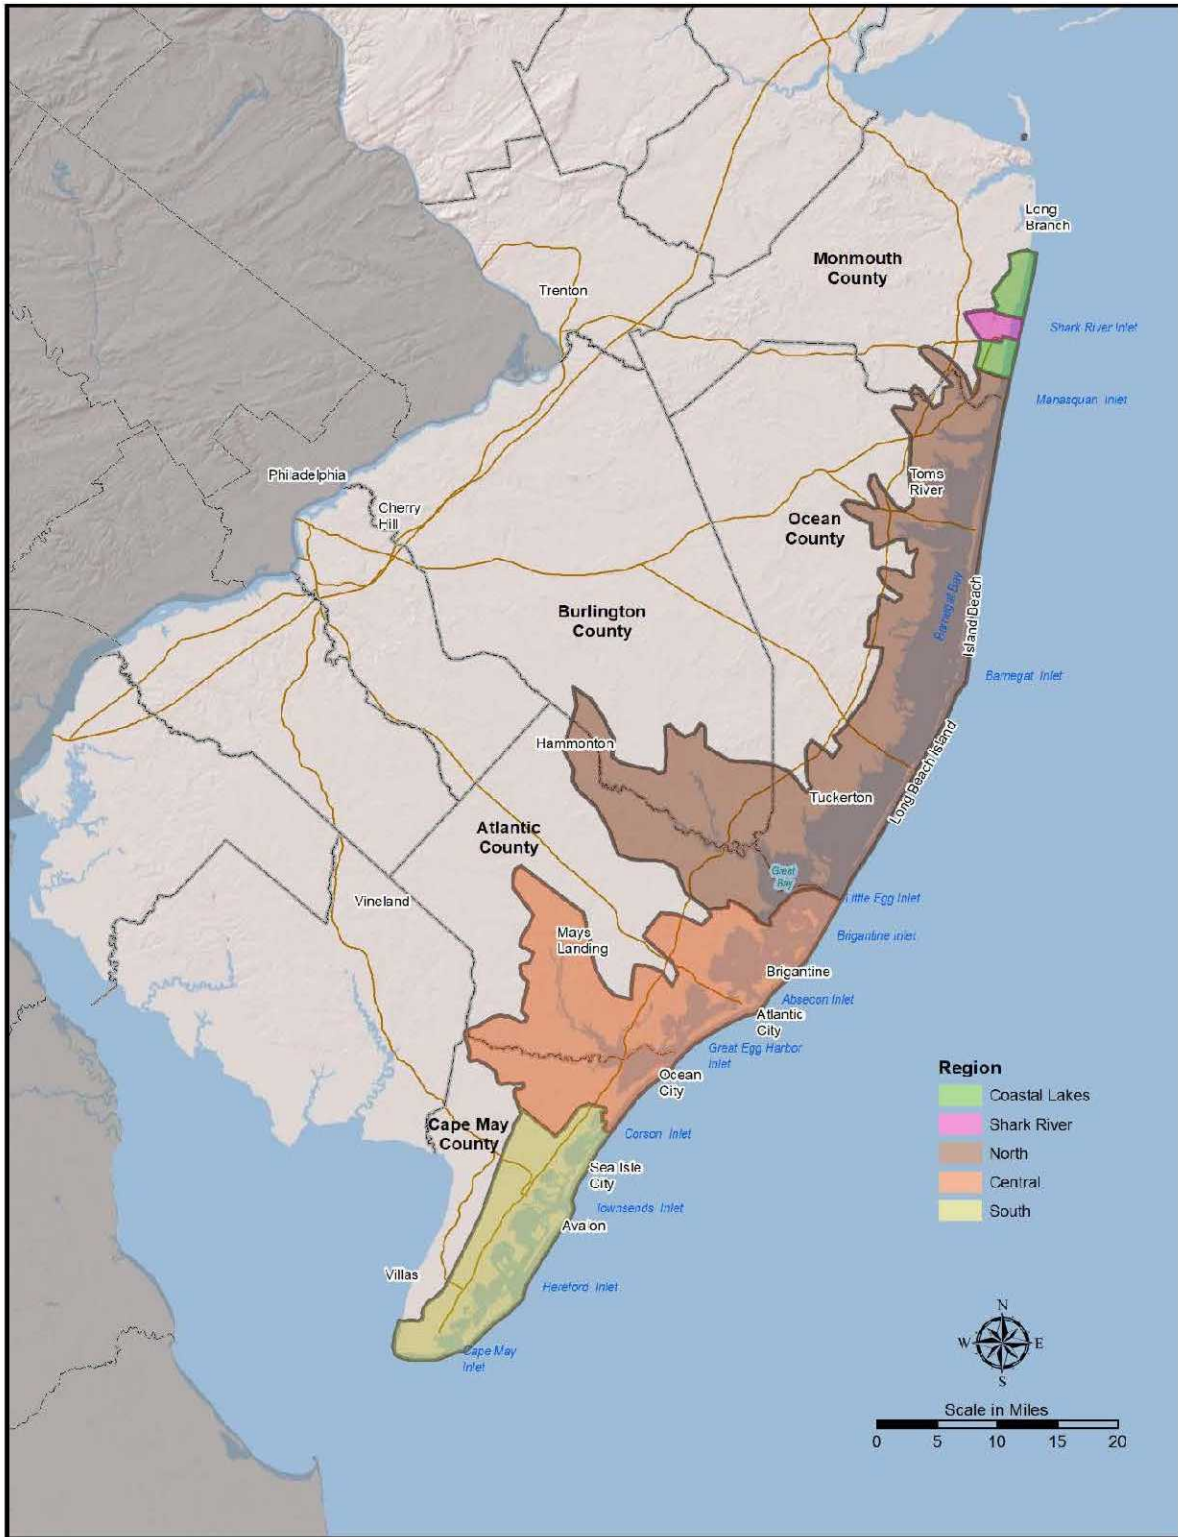 Long
Branch
Monmouth
County
Trenton
Shark River Inlet
Manasquan Inlet
Philadelphia
Toms
River
Cherry
Hill
Ocean
County
Barnegat Bay
Island Beach
Burlington
County
Barnegat Inlet
Hammonton
Long Beach Island
Tuckerton
Atlantic
County
Great
Bay
Vineland
Little Egg Inlet
Mays
Landing
Brigantine Inlet
Brigantine
Absecon Inlet
Atlantic
City
Great Egg Harbor
Inlet
Ocean
City
Cape May
County
Corson Inlet
Sea Isle
City
Townsends Inlet
Avalon
Villas
Hereford Inlet
Cape May
Inlet
Region
Coastal Lakes
Shark River
North
Central
South
N
W
E
S
Scale in Miles
0 5 10 15 20